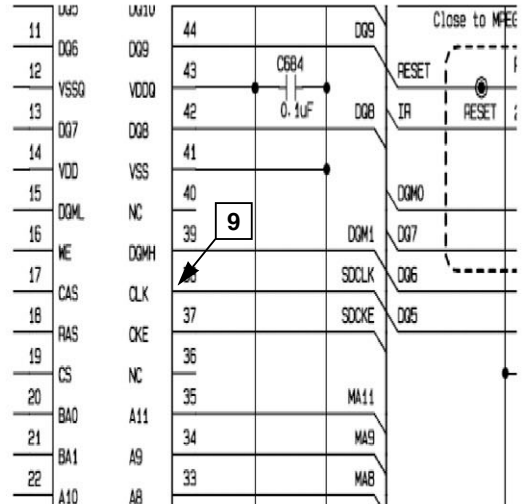 DQ5 DQ10
11 44 DQ9 Close to MPEG
DQ6 DQ9
12 43 C684 RESET
VSSQ VDDQ
13 42 0.1uF DQ8 IR RESET
DQ7 DQ8
14 41
VDD VSS
15 40 DQM0
DQML NC 9
16 39 DQM1 DQ7
WE DQMH
17 38 SDCLK DQ6
CAS CLK
18 37 SDCKE DQ5
RAS CKE
19 36
CS NC
20 35 MA11
BA0 A11
21 34 MA9
BA1 A9
22 33 MA8
A10 A8